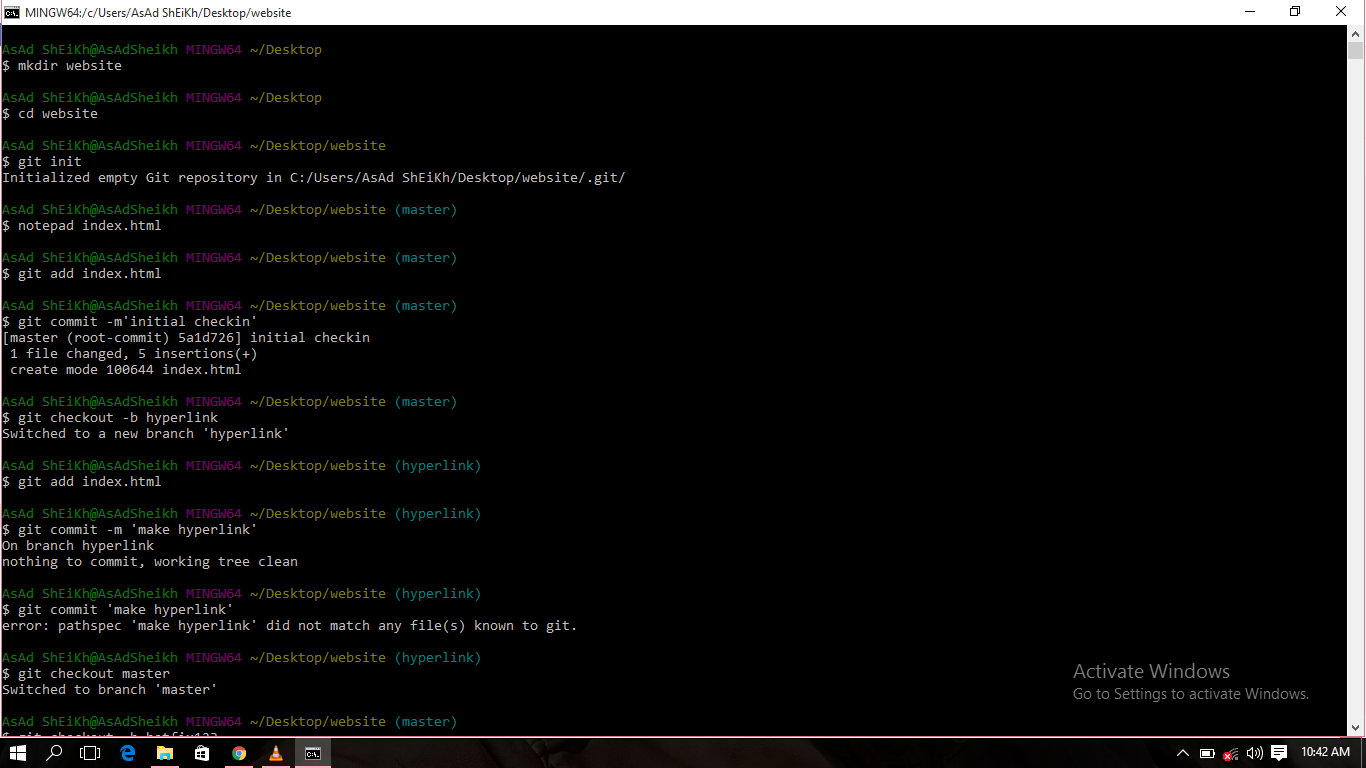 MINGW64:/c/Users/AsAd ShEiKh/Desktop/website
AsAd ShEiKh@AsAdSheikh MINGW64 ~/Desktop
$ mkdir website
AsAd ShEiKh@AsAdSheikh MINGW64 ~/Desktop
$ cd website
AsAd ShEiKh@AsAdSheikh MINGW64 ~/Desktop/website
$ git init
Initialized empty Git repository in C:/Users/AsAd ShEiKh/Desktop/website/.git/
AsAd ShEiKh@AsAdSheikh MINGW64 ~/Desktop/website (master)
$ notepad index.html
AsAd ShEiKh@AsAdSheikh MINGW64 ~/Desktop/website (master)
$ git add index.html
AsAd ShEiKh@AsAdSheikh MINGW64 ~/Desktop/website (master)
$ git commit -m'initial checkin'
[master (root-commit) 5a1d726] initial checkin
1 file changed, 5 insertions(+)
create mode 100644 index.html
AsAd ShEiKh@AsAdSheikh MINGW64 ~/Desktop/website (master)
$ git checkout -b hyperlink
Switched to a new branch 'hyperlink'
AsAd ShEiKh@AsAdSheikh MINGW64 ~/Desktop/website (hyperlink)
$ git add index.html
AsAd ShEiKh@AsAdSheikh MINGW64 ~/Desktop/website (hyperlink)
$ git commit -m 'make hyperlink'
On branch hyperlink
nothing to commit, working tree clean
AsAd ShEiKh@AsAdSheikh MINGW64 ~/Desktop/website (hyperlink)
$ git commit 'make hyperlink'
error: pathspec 'make hyperlink' did not match any file(s) known to git.
AsAd ShEiKh@AsAdSheikh MINGW64 ~/Desktop/website (hyperlink)
$ git checkout master
Switched to branch 'master'
AsAd ShEiKh@AsAdSheikh MINGW64 ~/Desktop/website (master)
$ git checkout -b hotfix123
Activate Windows
Go to Settings to activate Windows.
10:42 AM